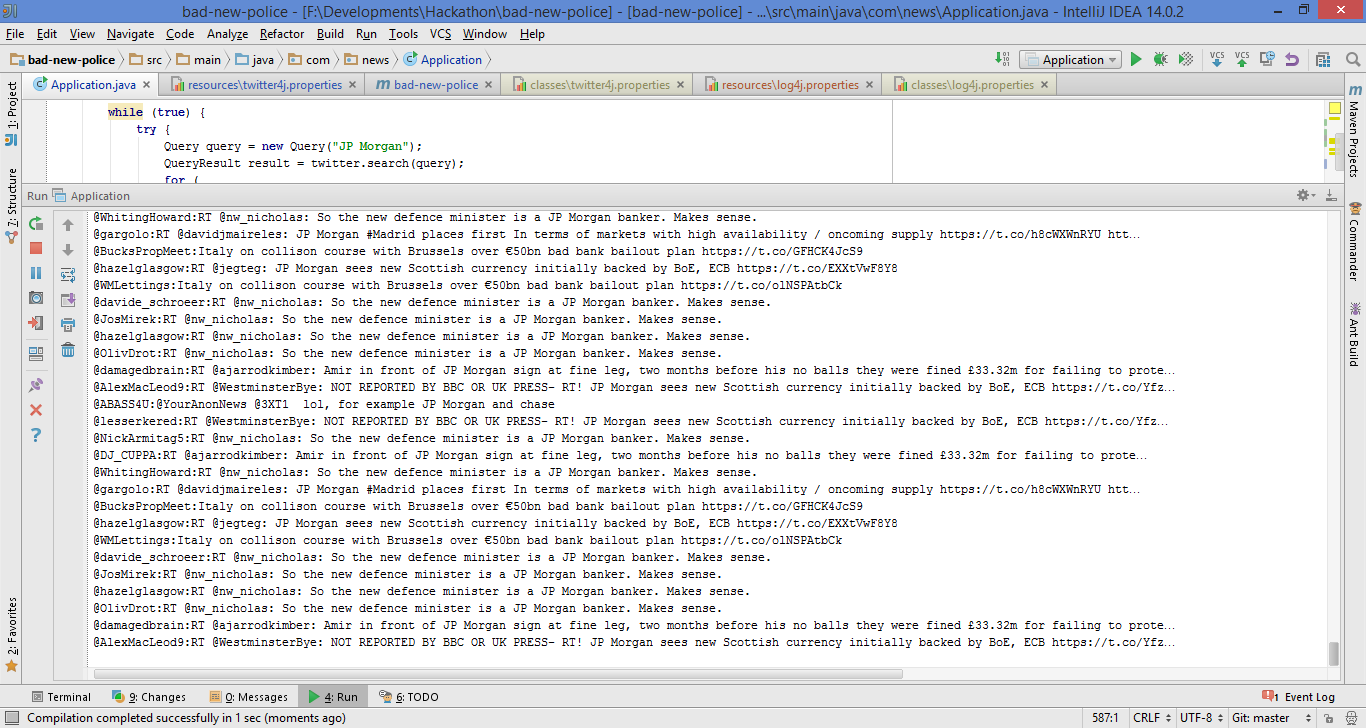 bad-new-police - [F:\Developments\Hackathon\bad-new-police] - [bad-new-police] - ...\src\main\java\com\news\Application.java - IntelliJ IDEA 14.0.2
File Edit View Navigate Code Analyze Refactor Build Run Tools VCS Window Help
bad-new-police src main java com news Application Application VCS VCS
Application.java resources\twitter4j.properties bad-new-police classes\twitter4j.properties resources\log4j.properties classes\log4j.properties
1: Project
7: Structure
2: Favorites
while (true) {
try {
Query query = new Query("JP Morgan");
QueryResult result = twitter.search(query);
for (
Run Application
@WhitingHoward:RT @nw_nicholas: So the new defence minister is a JP Morgan banker. Makes sense.
@gargolo:RT @davidjmaireles: JP Morgan #Madrid places first In terms of markets with high availability / oncoming supply https://t.co/h8cWXWnRYU htt...
@BucksPropMeet:Italy on collison course with Brussels over €50bn bad bank bailout plan https://t.co/GFHCK4JcS9
@hazelglasgow:RT @jegteg: JP Morgan sees new Scottish currency initially backed by BoE, ECB https://t.co/EXXtVwF8Y8
@WMLettings:Italy on collison course with Brussels over €50bn bad bank bailout plan https://t.co/olNSPAtbCk
@davide_schroeer:RT @nw_nicholas: So the new defence minister is a JP Morgan banker. Makes sense.
@JosMirek:RT @nw_nicholas: So the new defence minister is a JP Morgan banker. Makes sense.
@hazelglasgow:RT @nw_nicholas: So the new defence minister is a JP Morgan banker. Makes sense.
@OlivDrot:RT @nw_nicholas: So the new defence minister is a JP Morgan banker. Makes sense.
@damagedbrain:RT @ajarrodkimber: Amir in front of JP Morgan sign at fine leg, two months before his no balls they were fined £33.32m for failing to prote...
@AlexMacLeod9:RT @WestminsterBye: NOT REPORTED BY BBC OR UK PRESS- RT! JP Morgan sees new Scottish currency initially backed by BoE, ECB https://t.co/Yfz...
@ABASS4U:@YourAnonNews @3XT1  lol, for example JP Morgan and chase
@lesserkered:RT @WestminsterBye: NOT REPORTED BY BBC OR UK PRESS- RT! JP Morgan sees new Scottish currency initially backed by BoE, ECB https://t.co/Yfz...
@NickArmitag5:RT @nw_nicholas: So the new defence minister is a JP Morgan banker. Makes sense.
@DJ_CUPPA:RT @ajarrodkimber: Amir in front of JP Morgan sign at fine leg, two months before his no balls they were fined £33.32m for failing to prote...
@WhitingHoward:RT @nw_nicholas: So the new defence minister is a JP Morgan banker. Makes sense.
@gargolo:RT @davidjmaireles: JP Morgan #Madrid places first In terms of markets with high availability / oncoming supply https://t.co/h8cWXWnRYU htt...
@BucksPropMeet:Italy on collison course with Brussels over €50bn bad bank bailout plan https://t.co/GFHCK4JcS9
@hazelglasgow:RT @jegteg: JP Morgan sees new Scottish currency initially backed by BoE, ECB https://t.co/EXXtVwF8Y8
@WMLettings:Italy on collison course with Brussels over €50bn bad bank bailout plan https://t.co/olNSPAtbCk
@davide_schroeer:RT @nw_nicholas: So the new defence minister is a JP Morgan banker. Makes sense.
@JosMirek:RT @nw_nicholas: So the new defence minister is a JP Morgan banker. Makes sense.
@hazelglasgow:RT @nw_nicholas: So the new defence minister is a JP Morgan banker. Makes sense.
@OlivDrot:RT @nw_nicholas: So the new defence minister is a JP Morgan banker. Makes sense.
@damagedbrain:RT @ajarrodkimber: Amir in front of JP Morgan sign at fine leg, two months before his no balls they were fined £33.32m for failing to prote...
@AlexMacLeod9:RT @WestminsterBye: NOT REPORTED BY BBC OR UK PRESS- RT! JP Morgan sees new Scottish currency initially backed by BoE, ECB https://t.co/Yfz...
Maven Projects
Commander
Ant Build
Terminal 9: Changes 0: Messages 4: Run 6: TODO 1 Event Log
Compilation completed successfully in 1 sec (moments ago) 587:1 CRLF UTF-8 Git: master